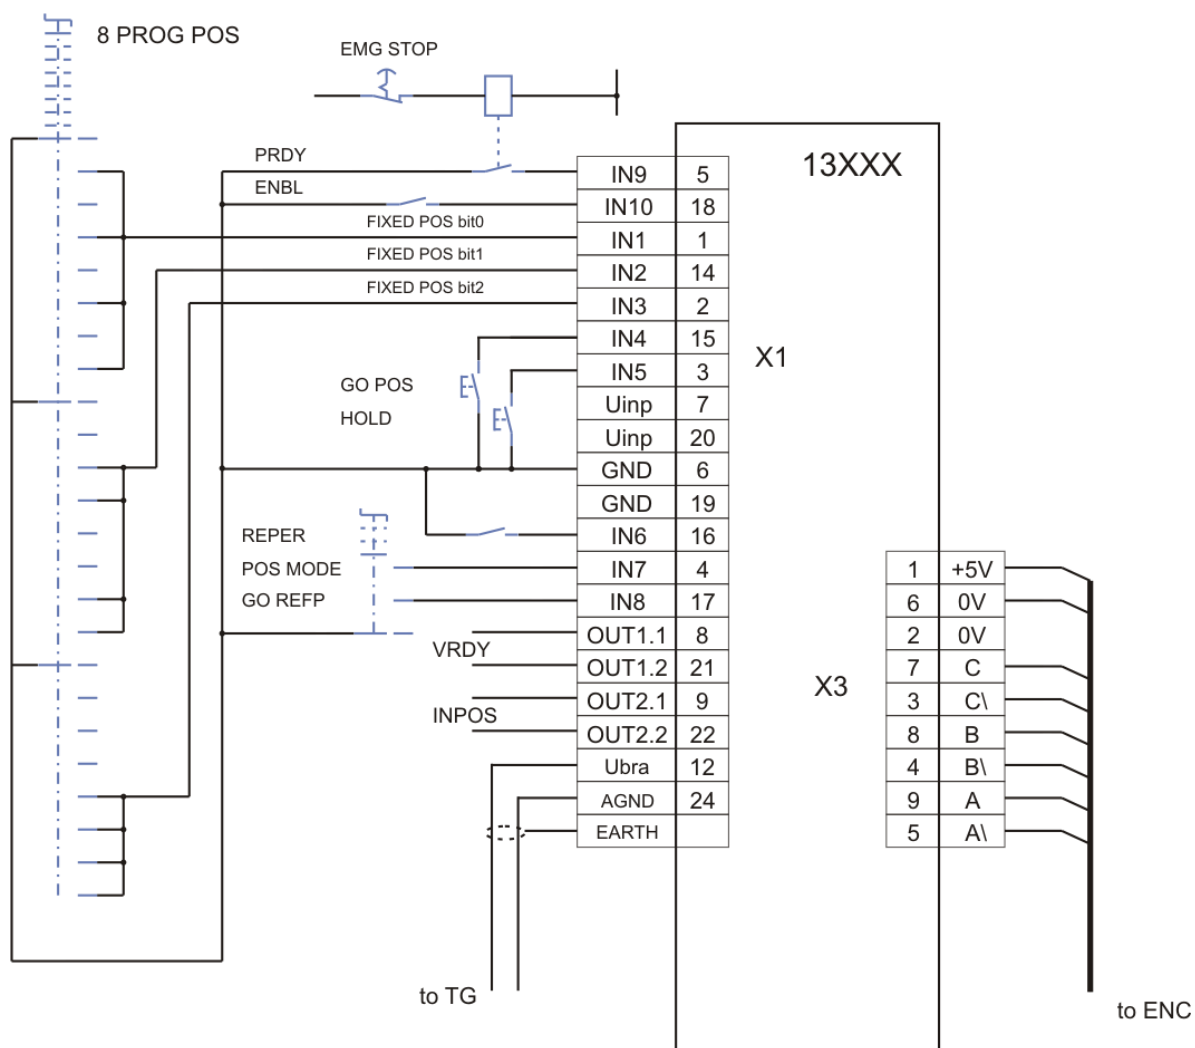 8 PROG POS
EMG STOP
13XXX
PRDY
IN9 5
ENBL
IN10 18
FIXED POS bit0
IN1 1
FIXED POS bit1
IN2 14
FIXED POS bit2
IN3 2
IN4 15
X1
GO POS
IN5 3
HOLD
Uinp 7
Uinp 20
GND 6
GND 19
REPER
IN6 16
POS MODE
IN7 4
GO REFP
IN8 17
VRDY
OUT1.1 8
OUT1.2 21
INPOS
OUT2.1 9
OUT2.2 22
Ubra 12
AGND 24
EARTH
X3
1 +5V
6 0V
2 0V
7 C
3 C\
8 B
4 B\
9 A
5 A\
to TG
to ENC